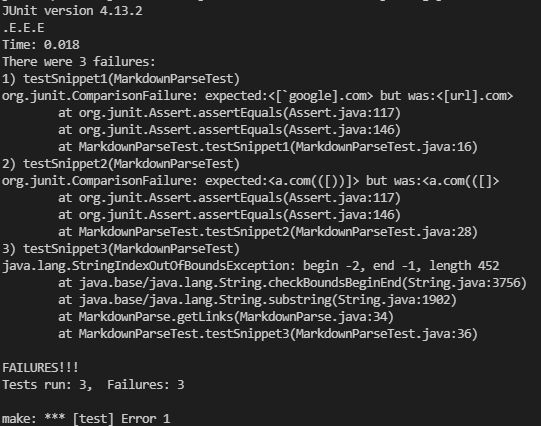 JUnit version 4.13.2
.E.E.E
Time: 0.018
There were 3 failures:
1) testSnippet1(MarkdownParseTest)
org.junit.ComparisonFailure: expected:<[`google].com> but was:<[url].com>
        at org.junit.Assert.assertEquals(Assert.java:117)
        at org.junit.Assert.assertEquals(Assert.java:146)
        at MarkdownParseTest.testSnippet1(MarkdownParseTest.java:16)
2) testSnippet2(MarkdownParseTest)
org.junit.ComparisonFailure: expected:<a.com(([))]> but was:<a.com(([]>
        at org.junit.Assert.assertEquals(Assert.java:117)
        at org.junit.Assert.assertEquals(Assert.java:146)
        at MarkdownParseTest.testSnippet2(MarkdownParseTest.java:28)
3) testSnippet3(MarkdownParseTest)
java.lang.StringIndexOutOfBoundsException: begin -2, end -1, length 452
        at java.base/java.lang.String.checkBoundsBeginEnd(String.java:3756)
        at java.base/java.lang.String.substring(String.java:1902)
        at MarkdownParse.getLinks(MarkdownParse.java:34)
        at MarkdownParseTest.testSnippet3(MarkdownParseTest.java:36)

FAILURES!!!
Tests run: 3,  Failures: 3

make: *** [test] Error 1